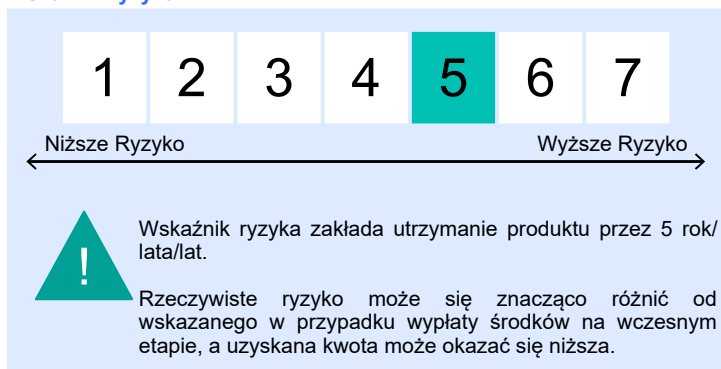 1 2 3 4 5 6 7
Niższe Ryzyko Wyższe Ryzyko
!
Wskaźnik ryzyka zakłada utrzymanie produktu przez 5 rok/
lata/lat.
Rzeczywiste ryzyko może się znacząco różnić od
wskazanego w przypadku wypłaty środków na wczesnym
etapie, a uzyskana kwota może okazać się niższa.